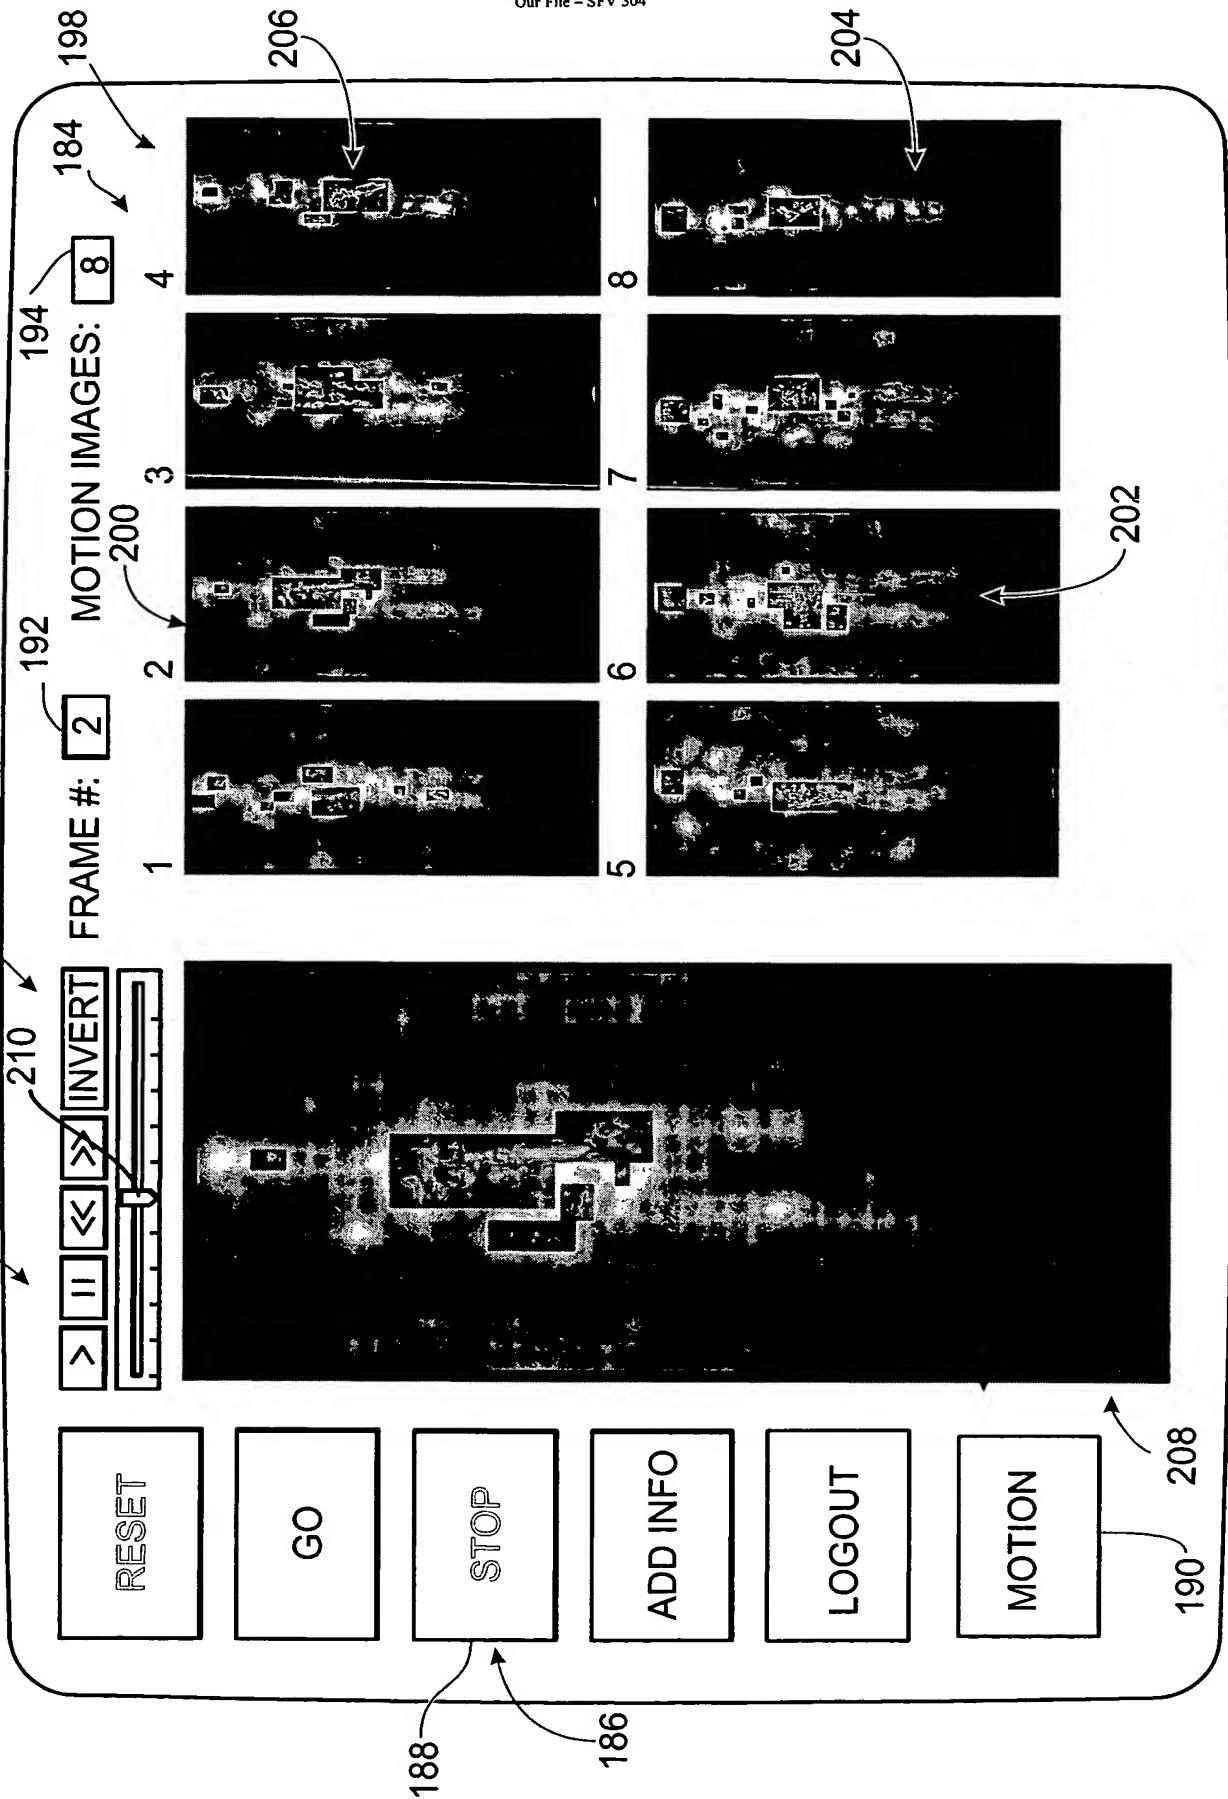 Our File – SFV 304
RESET
GO
STOP
ADD INFO
LOGOUT
MOTION
> II << >> INVERT
FRAME #: 2
MOTION IMAGES: 8
1
2
3
4
5
6
7
8
184
186
188
190
192
194
198
200
202
204
206
208
210